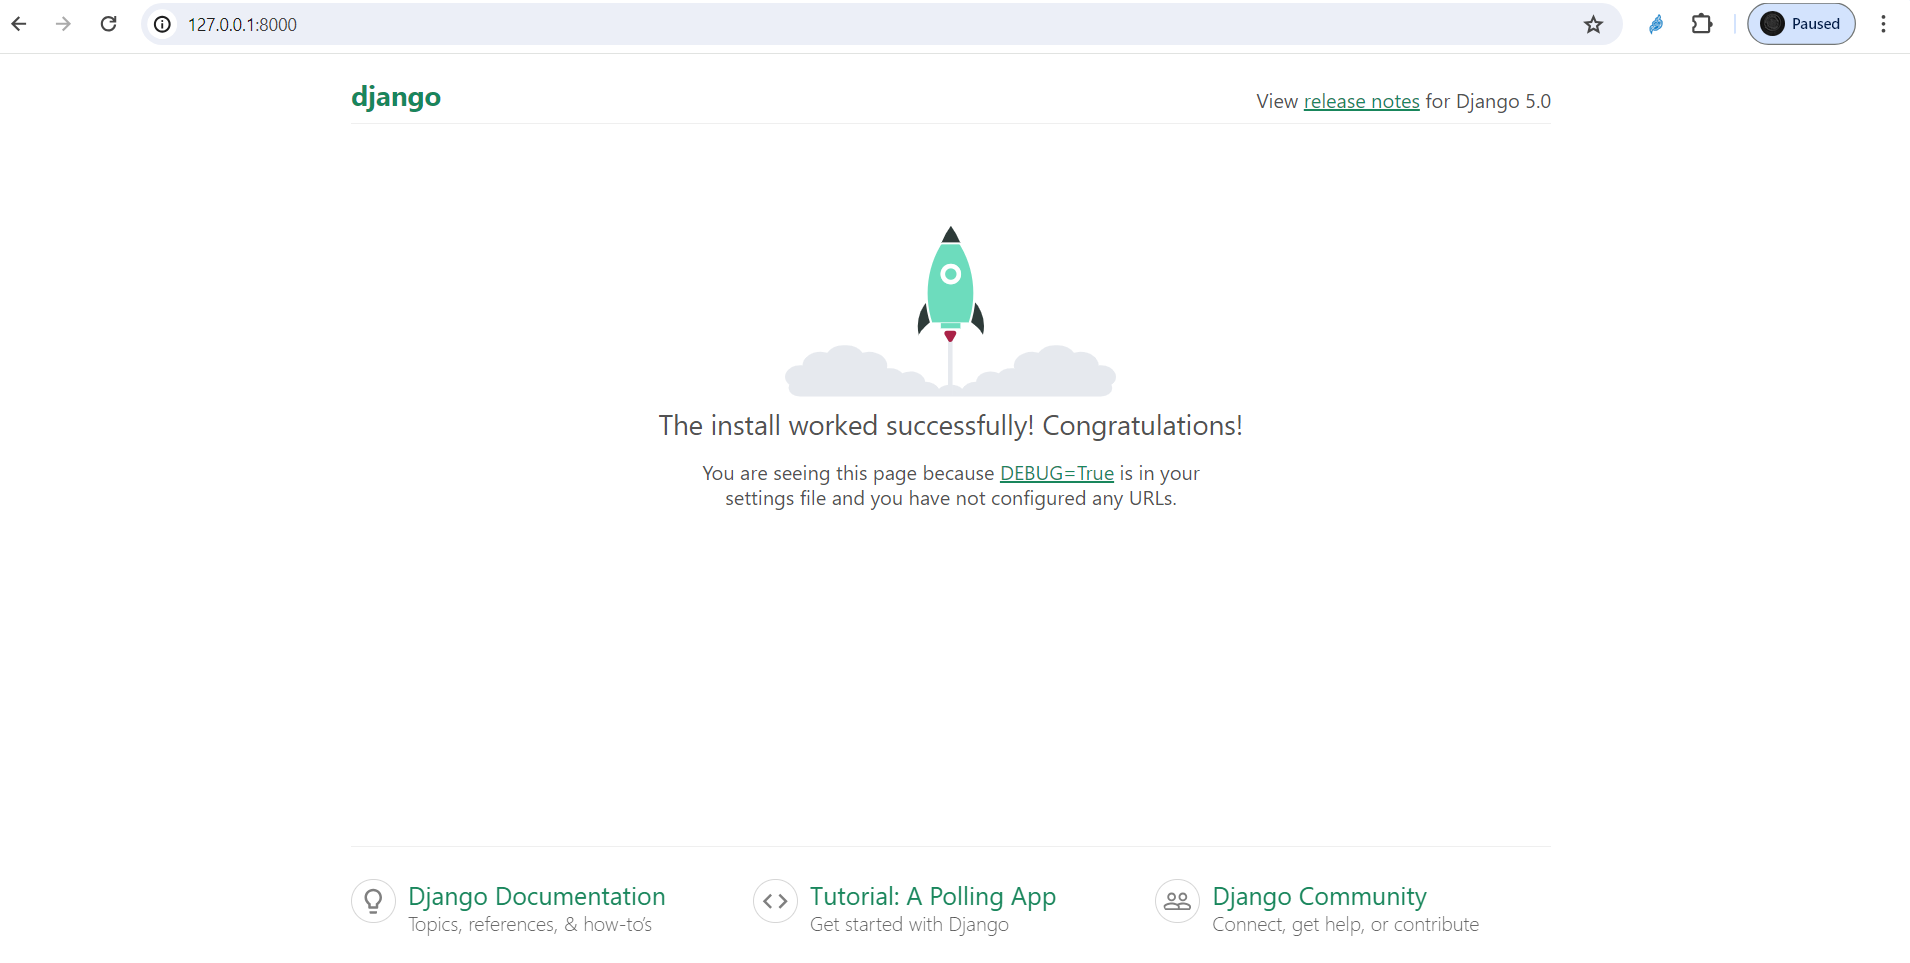 127.0.0.1:8000
Paused
django
View release notes for Django 5.0
The install worked successfully! Congratulations!
You are seeing this page because DEBUG=True is in your
settings file and you have not configured any URLs.
Django Documentation
Topics, references, & how-to’s
Tutorial: A Polling App
Get started with Django
Django Community
Connect, get help, or contribute